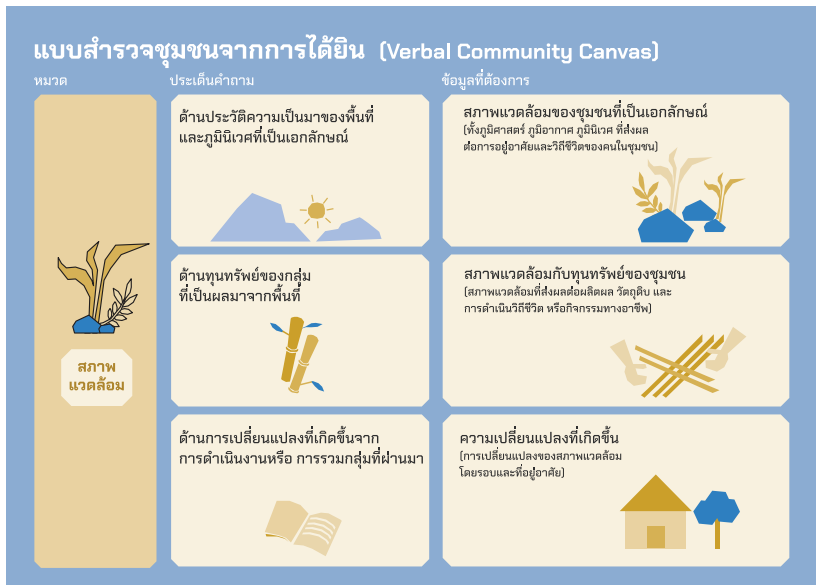 แบบสำรวจชุมชนจากการได้ยิน (Verbal Community Canvas)
หมวด
ประเด็นคำถาม
ข้อมูลที่ต้องการ
สภาพ
แวดล้อม
ด้านประวัติความเป็นมาของพื้นที่
และภูมินิเวศที่เป็นเอกลักษณ์
สภาพแวดล้อมของชุมชนที่เป็นเอกลักษณ์
(ทั้งภูมิศาสตร์ ภูมิอากาศ ภูมินิเวศ ที่ส่งผล
ต่อการอยู่อาศัยและวิถีชีวิตของคนในชุมชน)
ด้านทุนทรัพย์ของกลุ่ม
ที่เป็นผลมาจากพื้นที่
สภาพแวดล้อมกับทุนทรัพย์ของชุมชน
(สภาพแวดล้อมที่ส่งผลต่อผลิตผล วัตถุดิบ และ
การดำเนินวิถีชีวิต หรือกิจกรรมทางอาชีพ)
ด้านการเปลี่ยนแปลงที่เกิดขึ้นจาก
การดำเนินงานหรือ การรวมกลุ่มที่ผ่านมา
ความเปลี่ยนแปลงที่เกิดขึ้น
(การเปลี่ยนแปลงของสภาพแวดล้อม
โดยรอบและที่อยู่อาศัย)